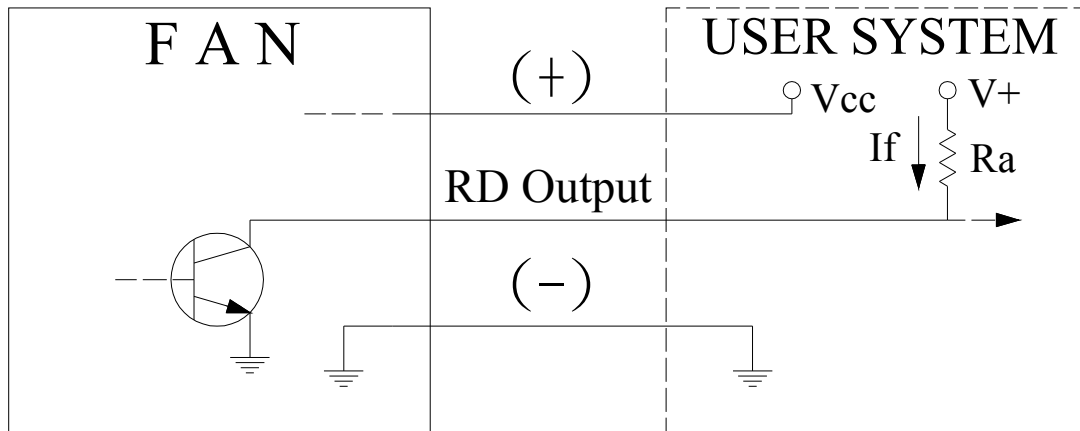 F A N
USER SYSTEM
(+)
Vcc
V+
If
Ra
RD Output
(−)